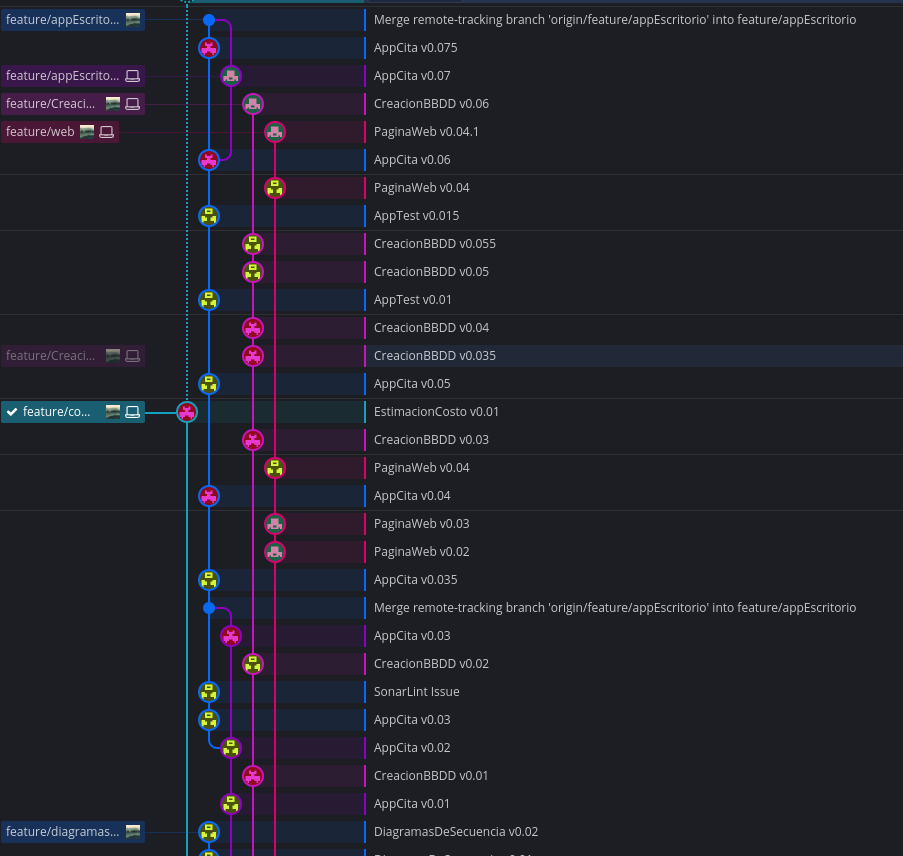 feature/appEscritorio... Merge remote-tracking branch 'origin/feature/appEscritorio' into feature/appEscritorio
AppCita v0.075
feature/appEscrito... AppCita v0.07
feature/Creaci... CreacionBBDD v0.06
feature/web PaginaWeb v0.04.1
AppCita v0.06
PaginaWeb v0.04
AppTest v0.015
CreacionBBDD v0.055
CreacionBBDD v0.05
AppTest v0.01
CreacionBBDD v0.04
feature/Creaci... CreacionBBDD v0.035
AppCita v0.05
feature/co... EstimacionCosto v0.01
CreacionBBDD v0.03
PaginaWeb v0.04
AppCita v0.04
PaginaWeb v0.03
PaginaWeb v0.02
AppCita v0.035
Merge remote-tracking branch 'origin/feature/appEscritorio' into feature/appEscritorio
AppCita v0.03
CreacionBBDD v0.02
SonarLint Issue
AppCita v0.03
AppCita v0.02
CreacionBBDD v0.01
AppCita v0.01
feature/diagramas... DiagramasDeSecuencia v0.02